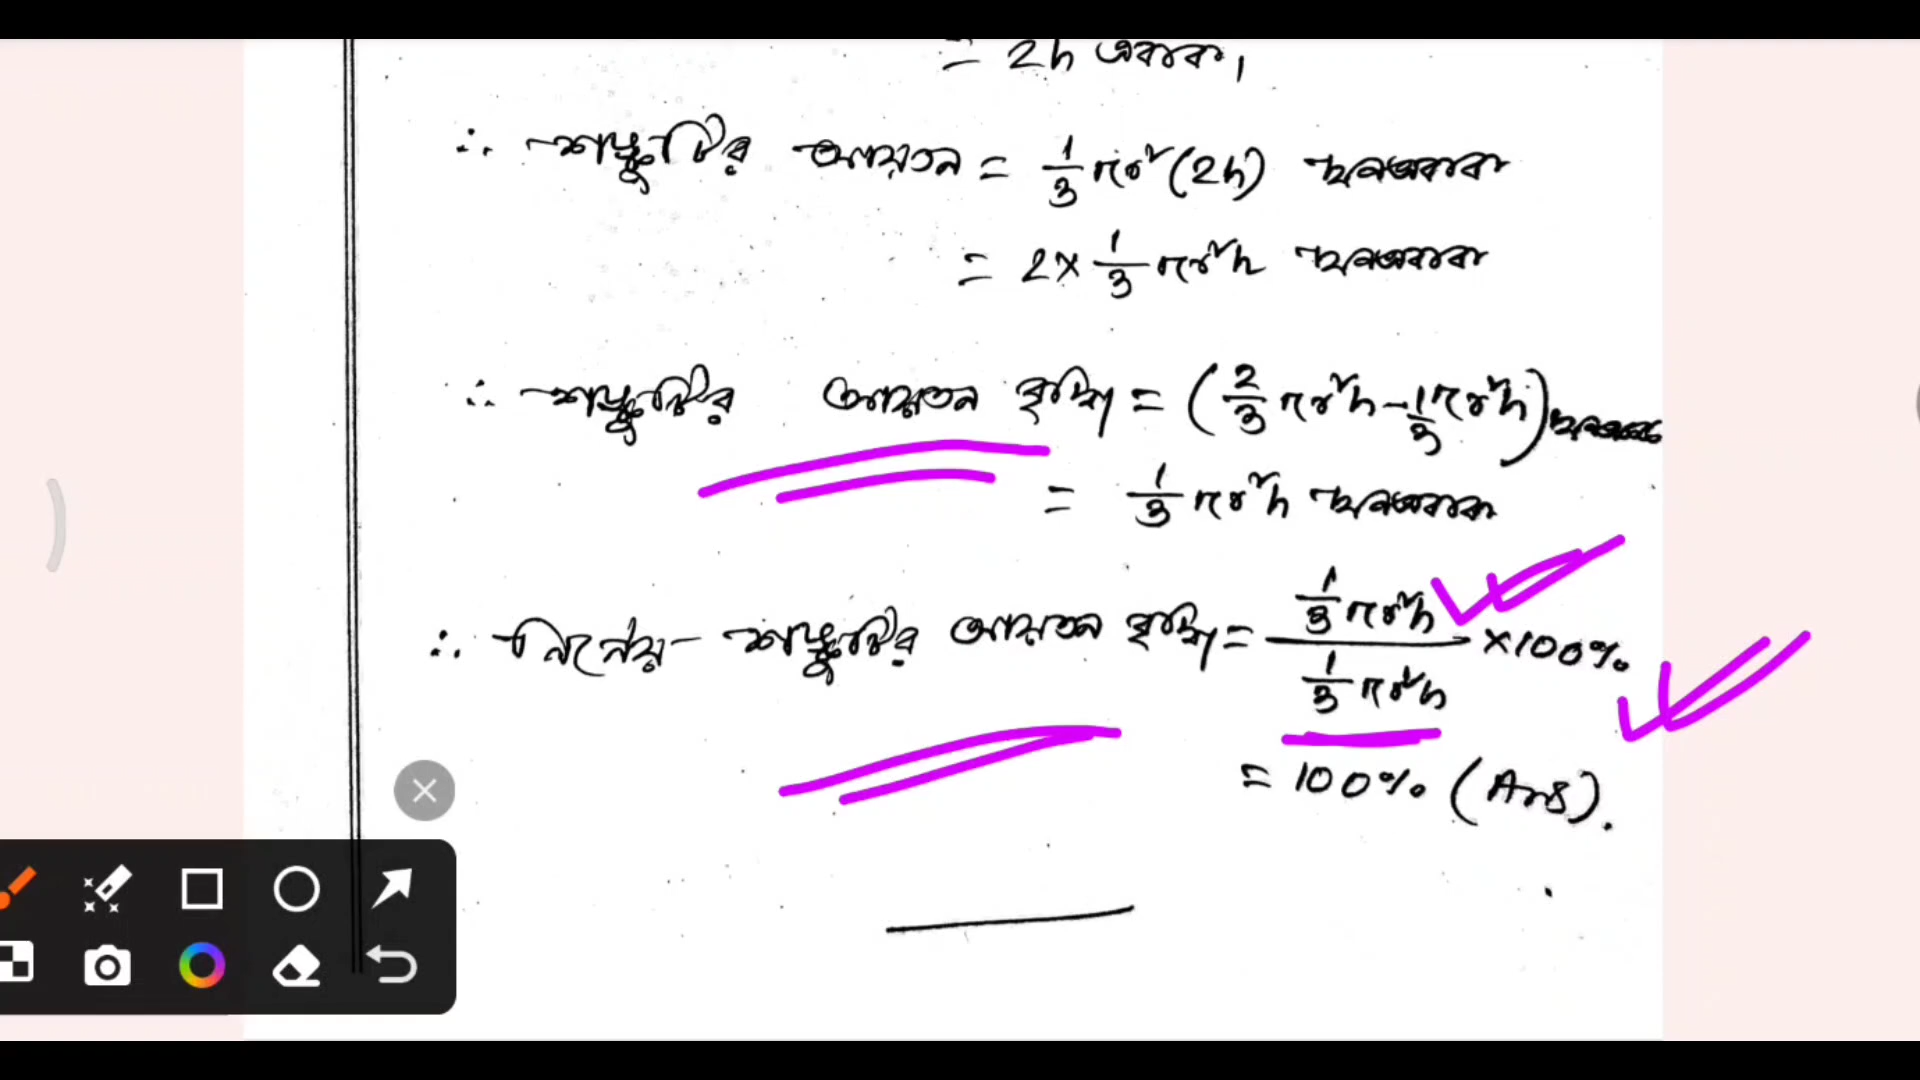 = 2h একক।
∴ শঙ্কুটির আয়তন = 1/3 πr²(2h) ঘনএকক
= 2 × 1/3 πr²h ঘনএকক
∴ শঙ্কুটির আয়তন বৃদ্ধি = (2/3 πr²h - 1/3 πr²h) ঘনএকক
= 1/3 πr²h ঘনএকক
∴ নির্ণেয় শঙ্কুটির আয়তন বৃদ্ধি = (1/3 πr²h)/(1/3 πr²h) × 100%
= 100% (Ans).